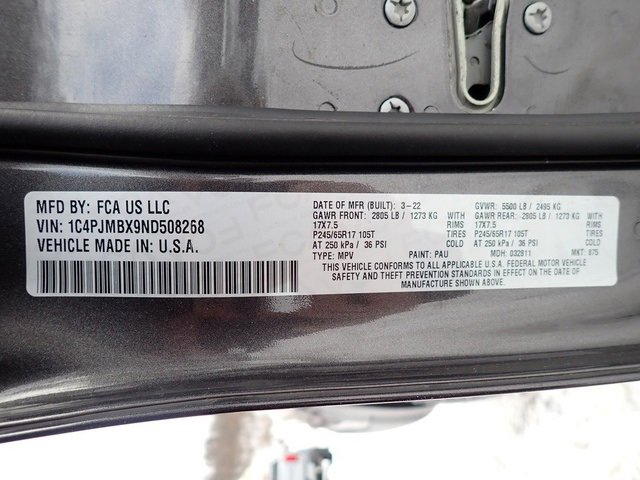 MFD BY: FCA US LLC
VIN: 1C4PJMBX9ND508268
VEHICLE MADE IN: U.S.A.
DATE OF MFR (BUILT): 3-22 GVWR: 5500 LB / 2495 KG
GAWR FRONT: 2805 LB / 1273 KG WITH GAWR REAR: 2805 LB / 1273 KG WITH
17X7.5 RIMS 17X7.5 RIMS
P245/65R17 105T TIRES P245/65R17 105T TIRES
AT 250 kPa / 36 PSI COLD AT 250 kPa / 36 PSI COLD
TYPE: MPV PAINT: PAU MDH: 032811 MKT: 875
THIS VEHICLE CONFORMS TO ALL APPLICABLE U.S.A. FEDERAL MOTOR VEHICLE
SAFETY AND THEFT PREVENTION STANDARDS IN EFFECT ON THE DATE OF
MANUFACTURE SHOWN ABOVE.